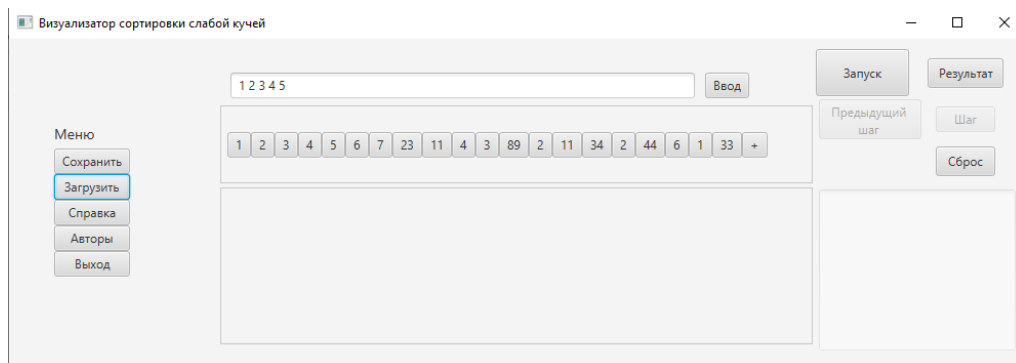 Визуализатор сортировки слабой кучей
1 2 3 4 5
Ввод
Запуск
Результат
Предыдущий
шаг
Шаг
Сброс
Меню
Сохранить
Загрузить
Справка
Авторы
Выход
1 2 3 4 5 6 7 23 11 4 3 89 2 11 34 2 44 6 1 33 +